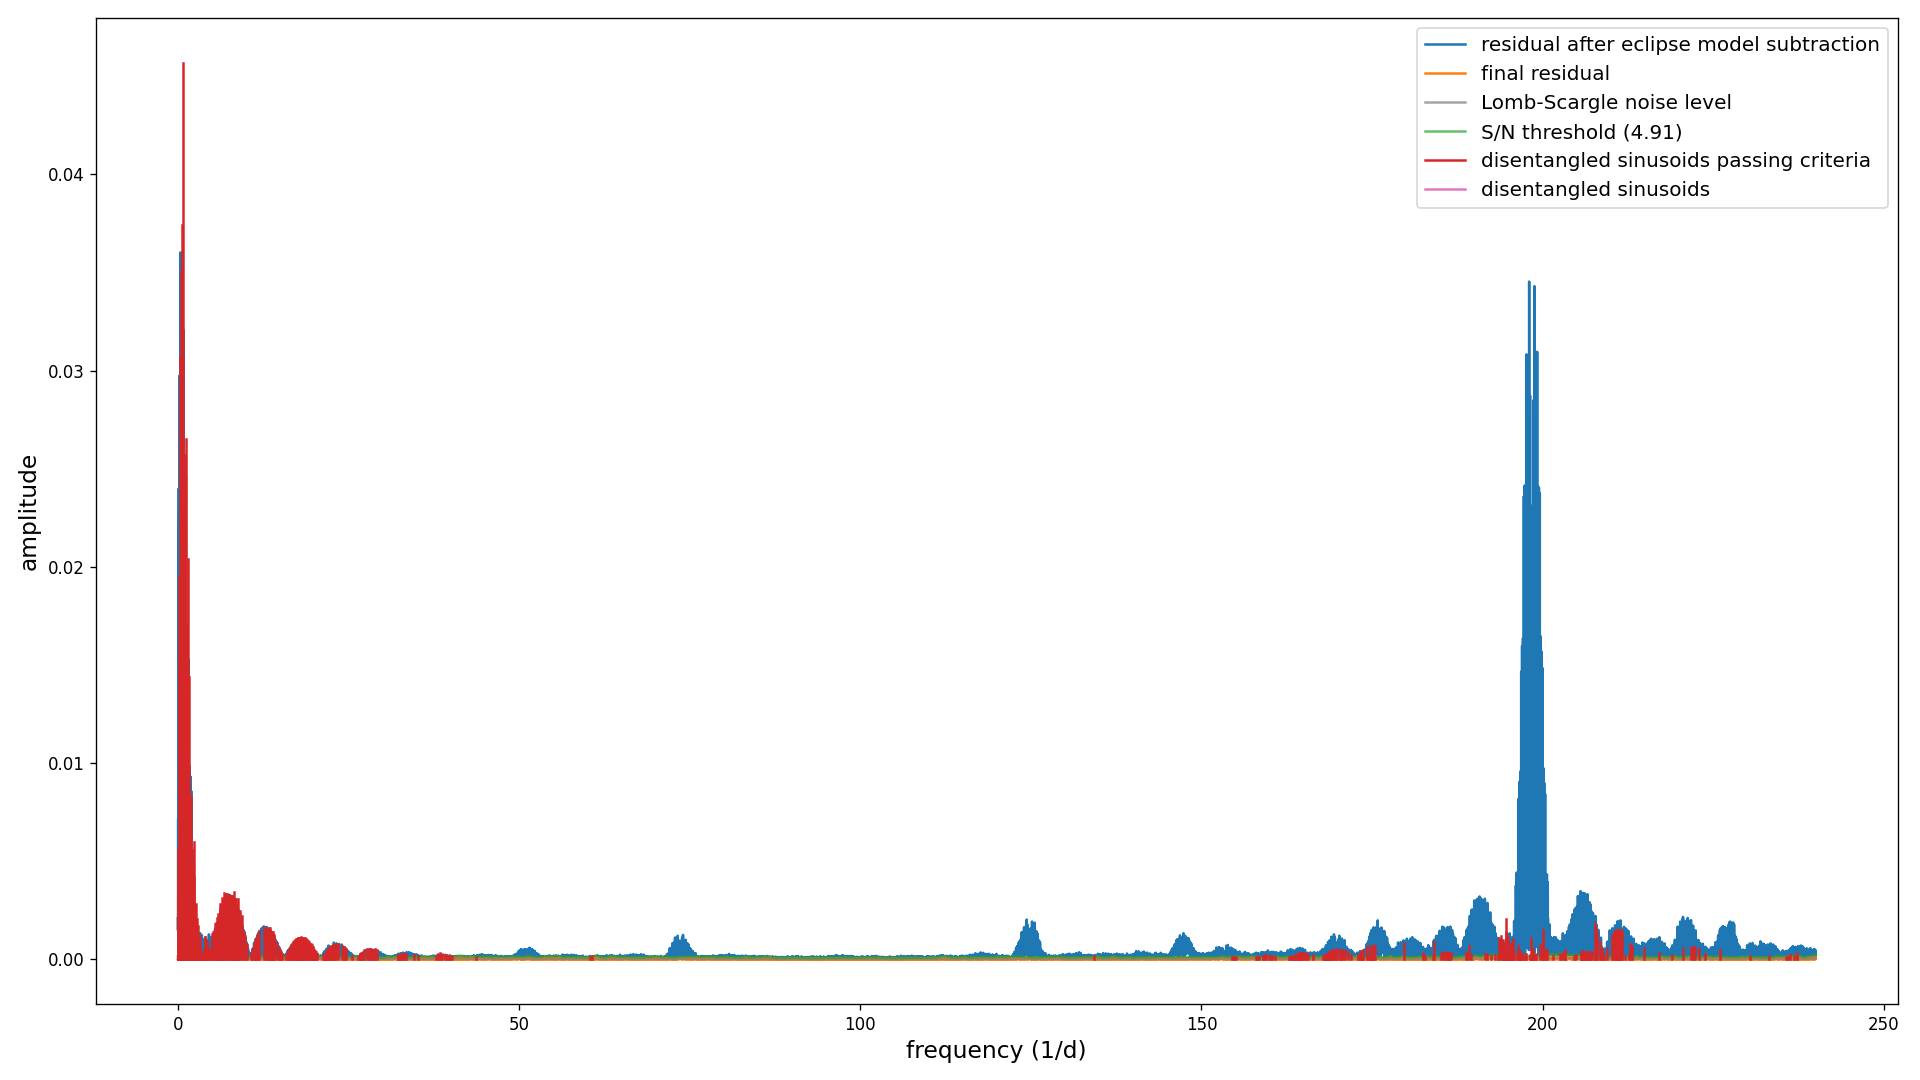 residual after eclipse model subtraction
final residual
Lomb-Scargle noise level
S/N threshold (4.91)
disentangled sinusoids passing criteria
disentangled sinusoids
amplitude
0.04
0.03
0.02
0.01
0.00
0 50 100 150 200 250
frequency (1/d)